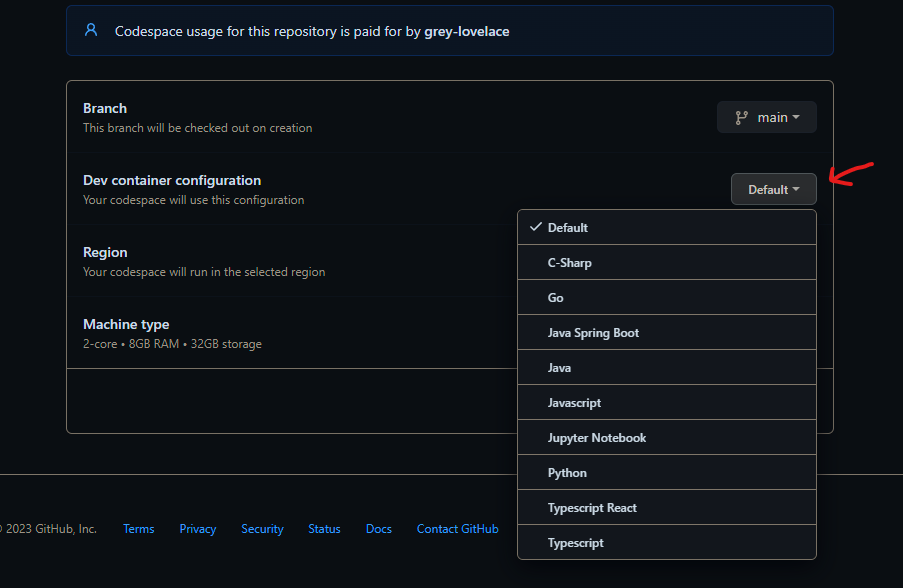 Codespace usage for this repository is paid for by grey-lovelace
Branch
This branch will be checked out on creation
main
Dev container configuration
Your codespace will use this configuration
Default
Default
C-Sharp
Go
Java Spring Boot
Java
Javascript
Jupyter Notebook
Python
Typescript React
Typescript
Region
Your codespace will run in the selected region
Machine type
2-core • 8GB RAM • 32GB storage
© 2023 GitHub, Inc. Terms Privacy Security Status Docs Contact GitHub